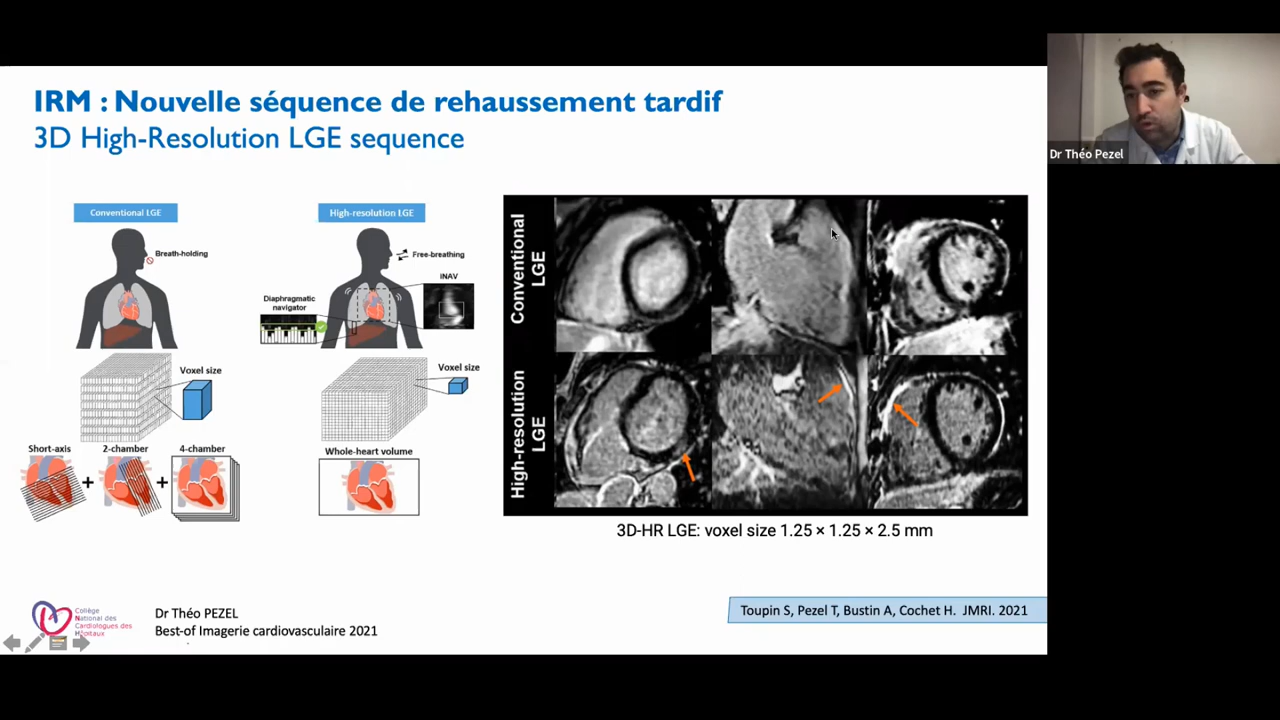 IRM : Nouvelle séquence de rehaussement tardif
3D High-Resolution LGE sequence
Dr Théo Pezel
Conventional LGE
High-resolution LGE
Breath-holding
Free-breathing
iNAV
Diaphragmatic
navigator
Voxel size
Voxel size
Short-axis
2-chamber
4-chamber
+
+
Whole-heart volume
Conventional
LGE
High-resolution
LGE
3D-HR LGE: voxel size 1.25 × 1.25 × 2.5 mm
Collège
National des
Cardiologues des
Hôpitaux
Dr Théo PEZEL
Best-of Imagerie cardiovasculaire 2021
Toupin S, Pezel T, Bustin A, Cochet H. JMRI. 2021